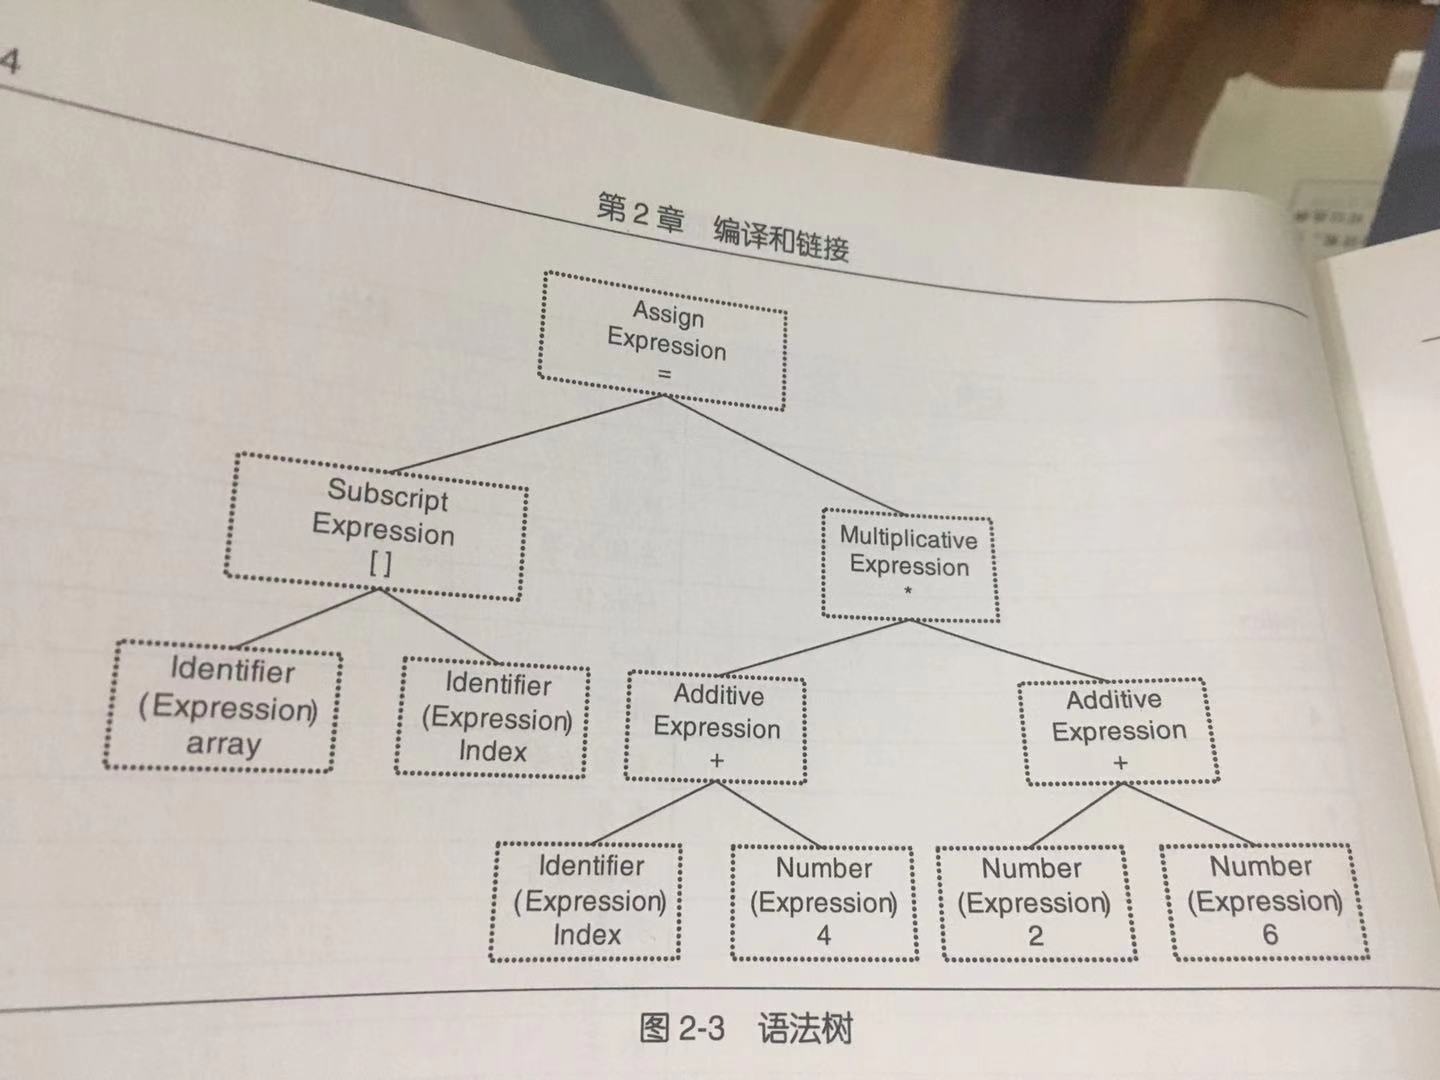 4
第2章 编译和链接
Assign
Expression
=
Subscript
Expression
[ ]
Multiplicative
Expression
*
Identifier
(Expression)
array
Identifier
(Expression)
Index
Additive
Expression
+
Additive
Expression
+
Identifier
(Expression)
Index
Number
(Expression)
4
Number
(Expression)
2
Number
(Expression)
6
图 2-3 语法树